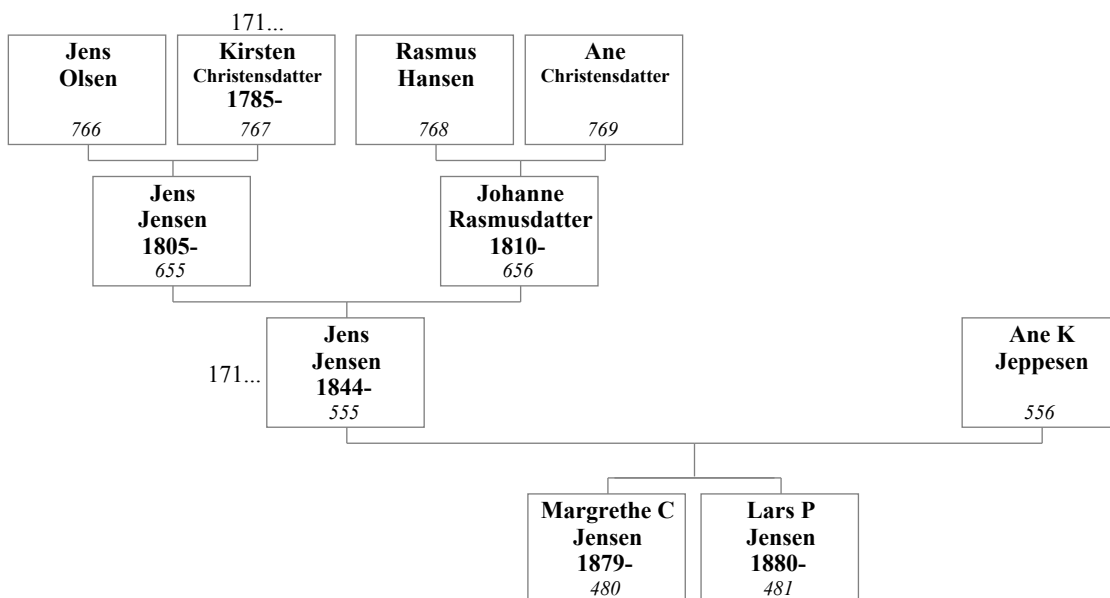 171...
Jens
Olsen
766
Kirsten
Christensdatter
1785-
767
Rasmus
Hansen
768
Ane
Christensdatter
769
Jens
Jensen
1805-
655
Johanne
Rasmusdatter
1810-
656
171...
Jens
Jensen
1844-
555
Ane K
Jeppesen
556
Margrethe C
Jensen
1879-
480
Lars P
Jensen
1880-
481